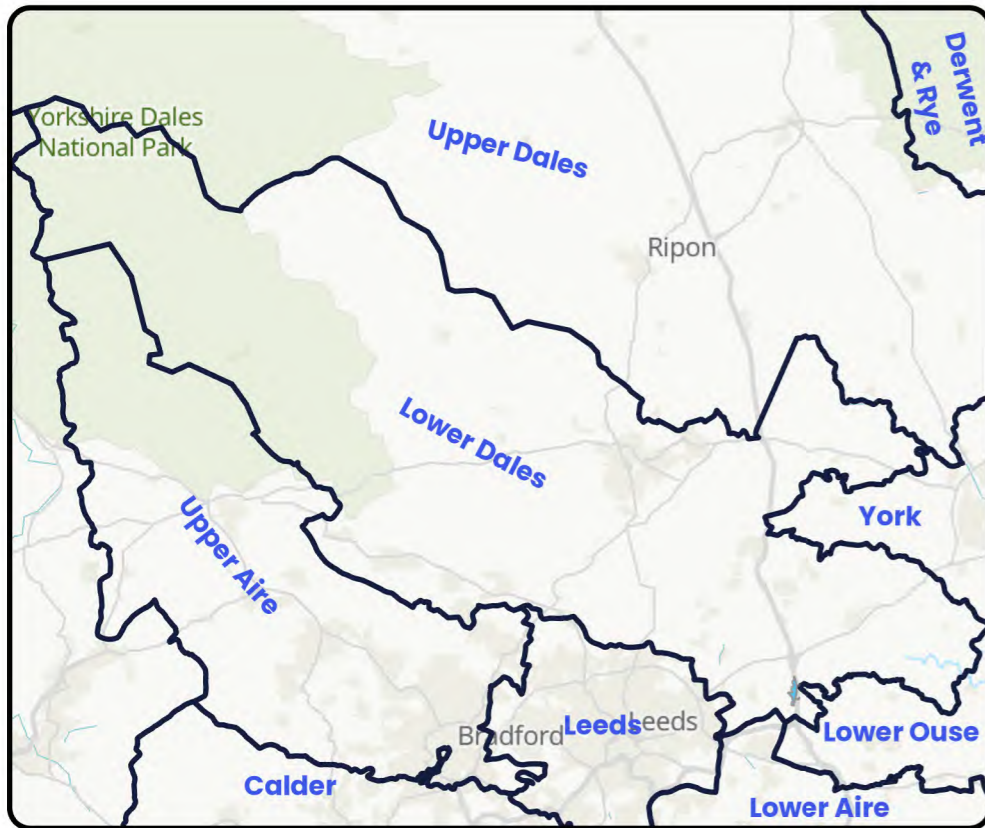 Derwent
& Rye
Yorkshire Dales
National Park
Upper Dales
Ripon
Lower Dales
Upper Aire
York
Bradford
Leeds
Leeds
Lower Ouse
Calder
Lower Aire